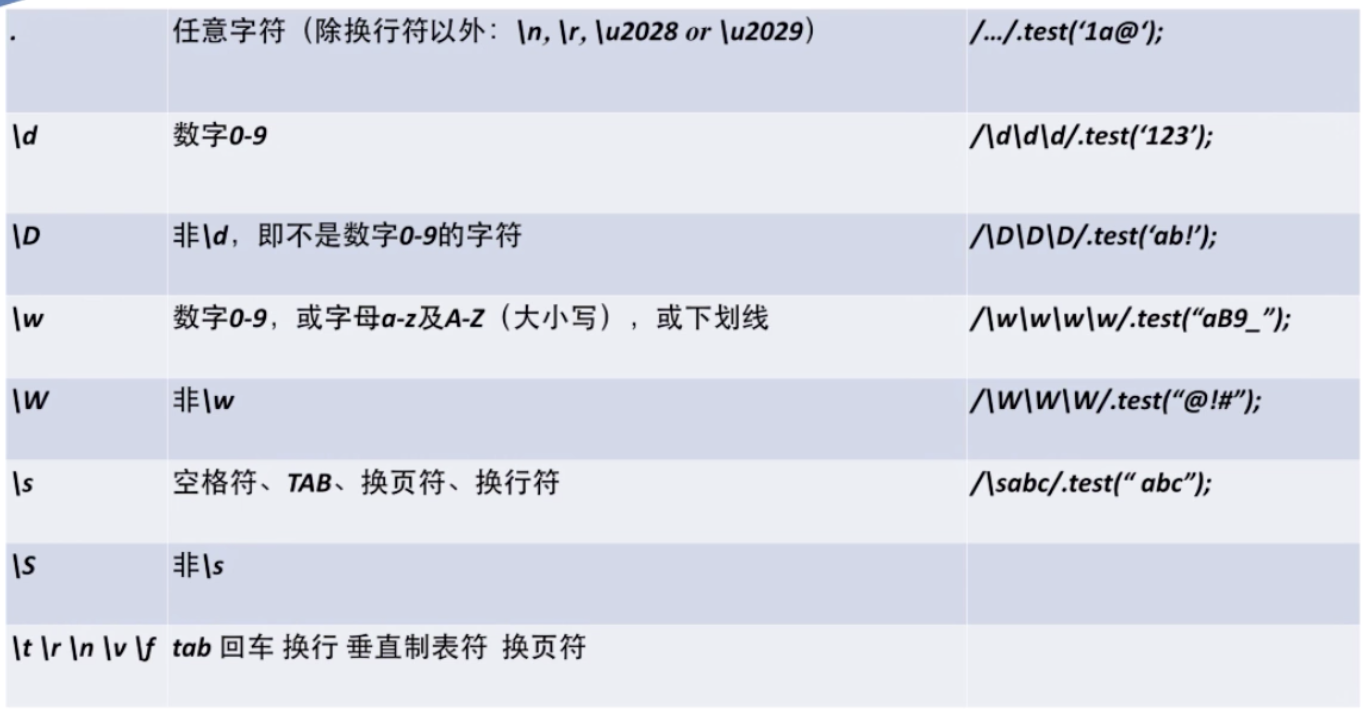 . 任意字符（除换行符以外：\n, \r, \u2028 or \u2029） /.../.test(‘1a@‘);
\d 数字0-9 /\d\d\d/.test(‘123’);
\D 非\d，即不是数字0-9的字符 /\D\D\D/.test(‘ab!’);
\w 数字0-9，或字母a-z及A-Z（大小写），或下划线 /\w\w\w\w/.test(“aB9_”);
\W 非\w /\W\W\W/.test(“@!#”);
\s 空格符、TAB、换页符、换行符 /\sabc/.test(“ abc”);
\S 非\s
\t \r \n \v \f tab 回车 换行 垂直制表符 换页符